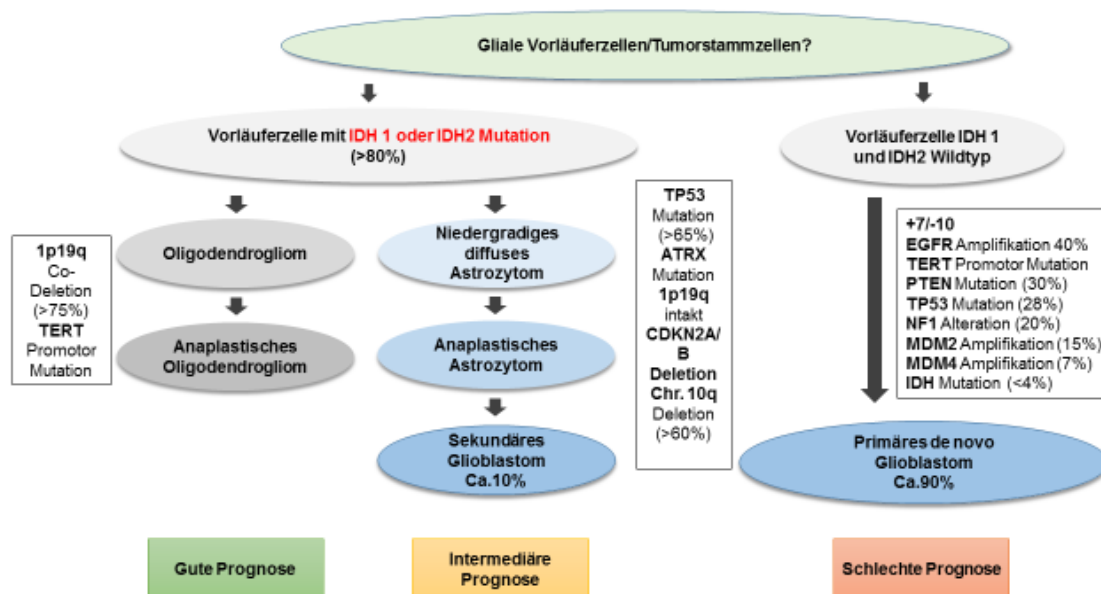 Gliale Vorläuferzellen/Tumorstammzellen?
Vorläuferzelle mit IDH 1 oder IDH2 Mutation
(>80%)
Vorläuferzelle IDH 1
und IDH2 Wildtyp
1p19q
Co-
Deletion
(>75%)
TERT
Promotor
Mutation
Oligodendrogliom
Anaplastisches
Oligodendrogliom
Niedergradiges
diffuses
Astrozytom
Anaplastisches
Astrozytom
Sekundäres
Glioblastom
Ca.10%
TP53
Mutation
(>65%)
ATRX
Mutation
1p19q
intakt
CDKN2A/
B
Deletion
Chr. 10q
Deletion
(>60%)
+7/-10
EGFR Amplifikation 40%
TERT Promotor Mutation
PTEN Mutation (30%)
TP53 Mutation (28%)
NF1 Alteration (20%)
MDM2 Amplifikation (15%)
MDM4 Amplifikation (7%)
IDH Mutation (<4%)
Primäres de novo
Glioblastom
Ca.90%
Gute Prognose
Intermediäre
Prognose
Schlechte Prognose